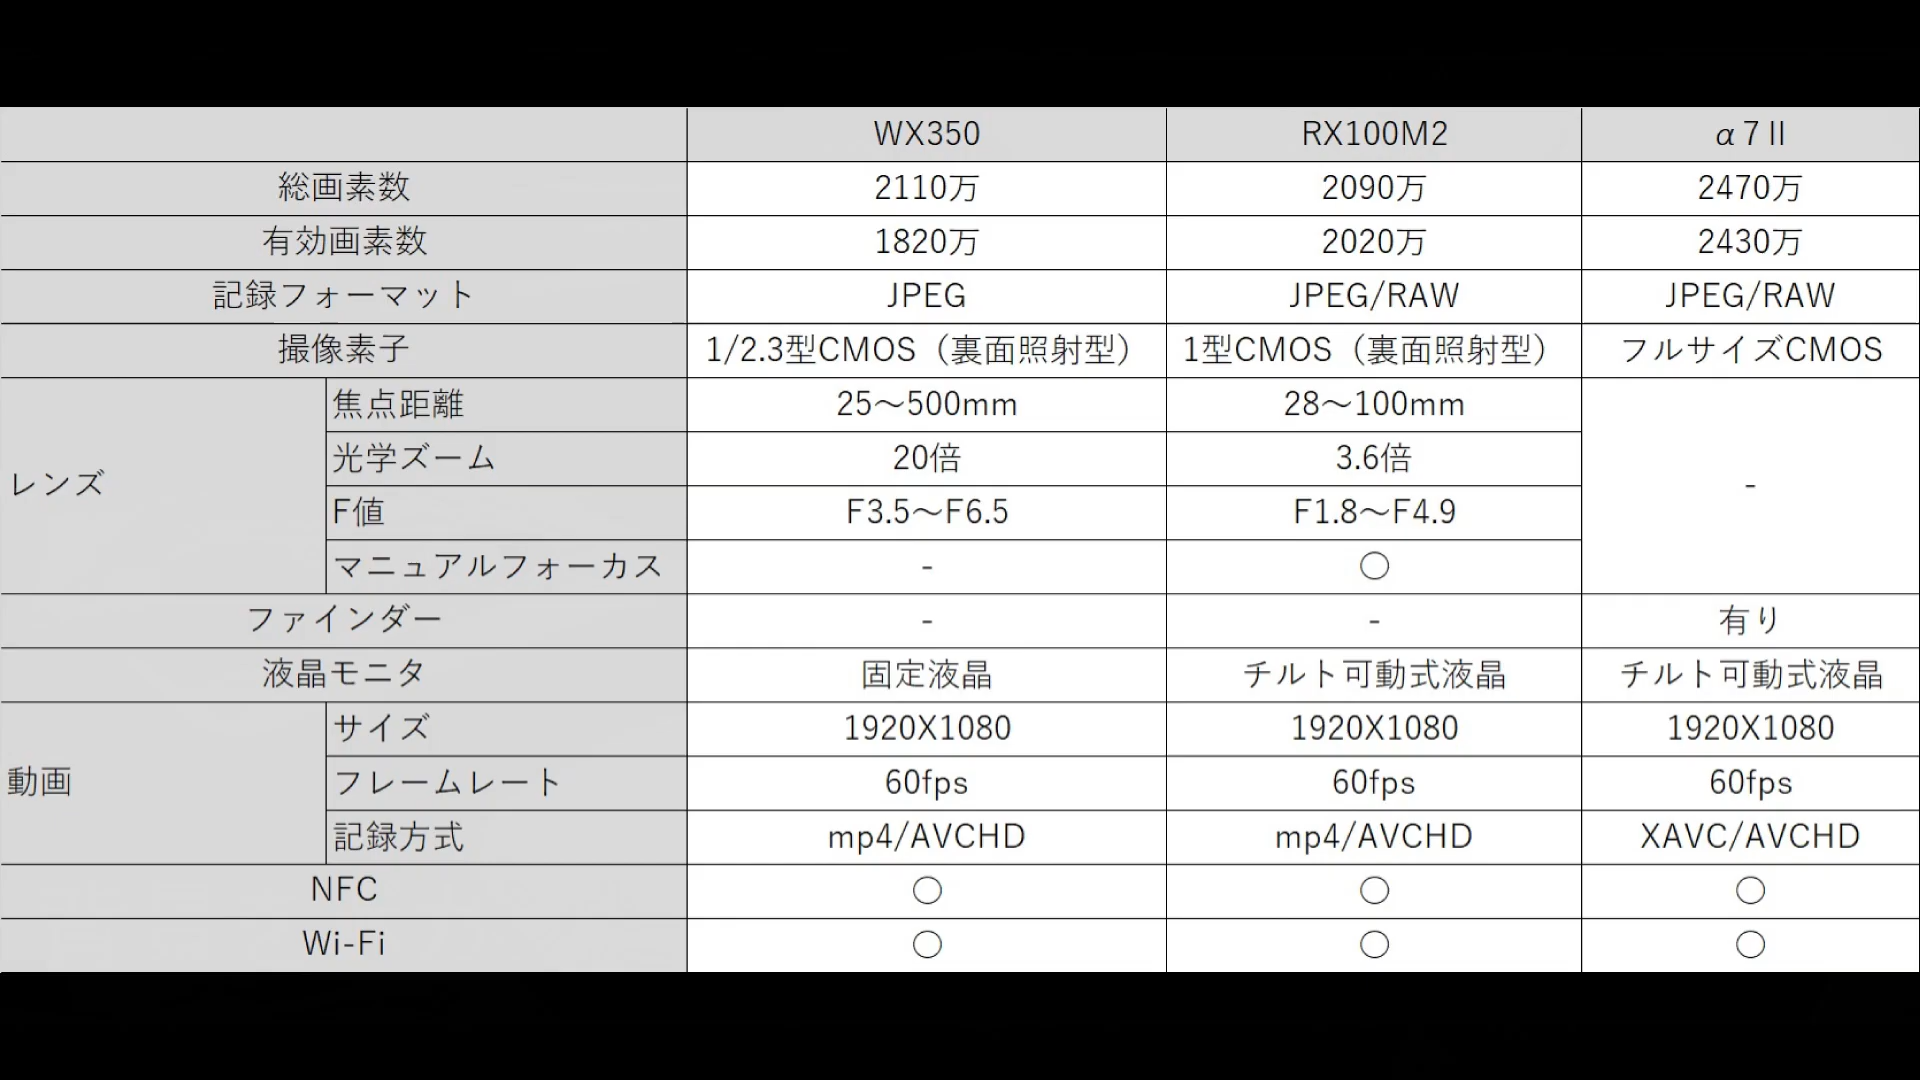 WX350 RX100M2 α7II
総画素数 2110万 2090万 2470万
有効画素数 1820万 2020万 2430万
記録フォーマット JPEG JPEG/RAW JPEG/RAW
撮像素子 1/2.3型CMOS（裏面照射型） 1型CMOS（裏面照射型） フルサイズCMOS
レンズ 焦点距離 25～500mm 28～100mm -
光学ズーム 20倍 3.6倍
F値 F3.5～F6.5 F1.8～F4.9
マニュアルフォーカス - ○
ファインダー - - 有り
液晶モニタ 固定液晶 チルト可動式液晶 チルト可動式液晶
動画 サイズ 1920X1080 1920X1080 1920X1080
フレームレート 60fps 60fps 60fps
記録方式 mp4/AVCHD mp4/AVCHD XAVC/AVCHD
NFC ○ ○ ○
Wi-Fi ○ ○ ○